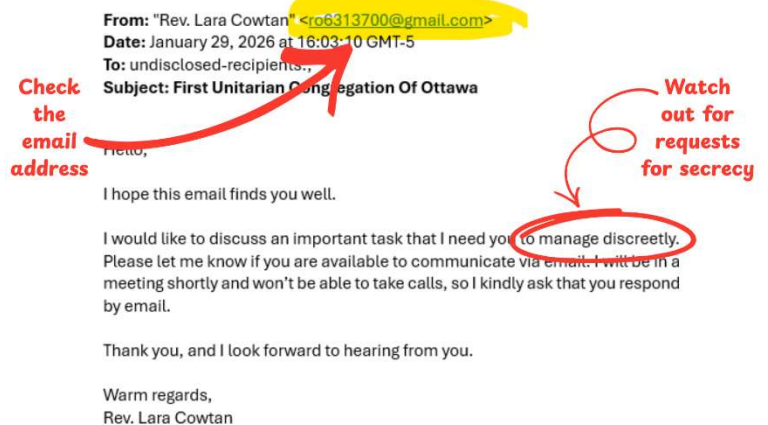 From: "Rev. Lara Cowtan" <ro6313700@gmail.com>
Date: January 29, 2026 at 16:03:10 GMT-5
To: undisclosed-recipients:;
Subject: First Unitarian Congregation Of Ottawa
Check
the
email
address
Watch
out for
requests
for secrecy
Hello,
I hope this email finds you well.
I would like to discuss an important task that I need you to manage discreetly.
Please let me know if you are available to communicate via email. I will be in a
meeting shortly and won't be able to take calls, so I kindly ask that you respond
by email.
Thank you, and I look forward to hearing from you.
Warm regards,
Rev. Lara Cowtan